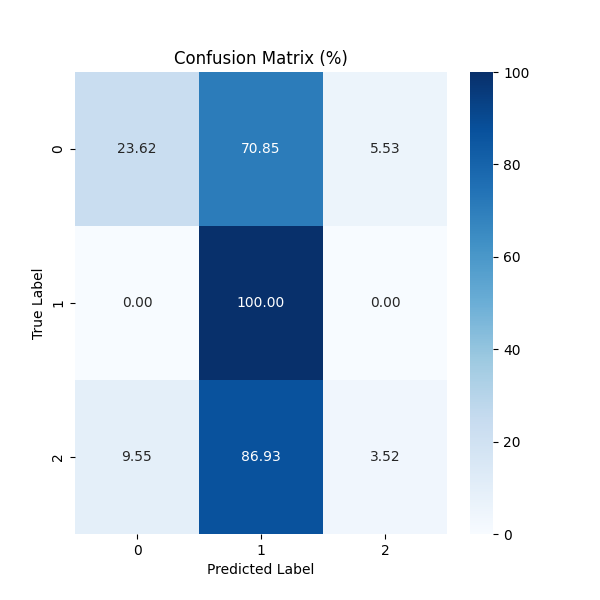 Confusion Matrix (%)
0 23.62 70.85 5.53
1 0.00 100.00 0.00
2 9.55 86.93 3.52
0 1 2
Predicted Label
True Label
100
80
60
40
20
0